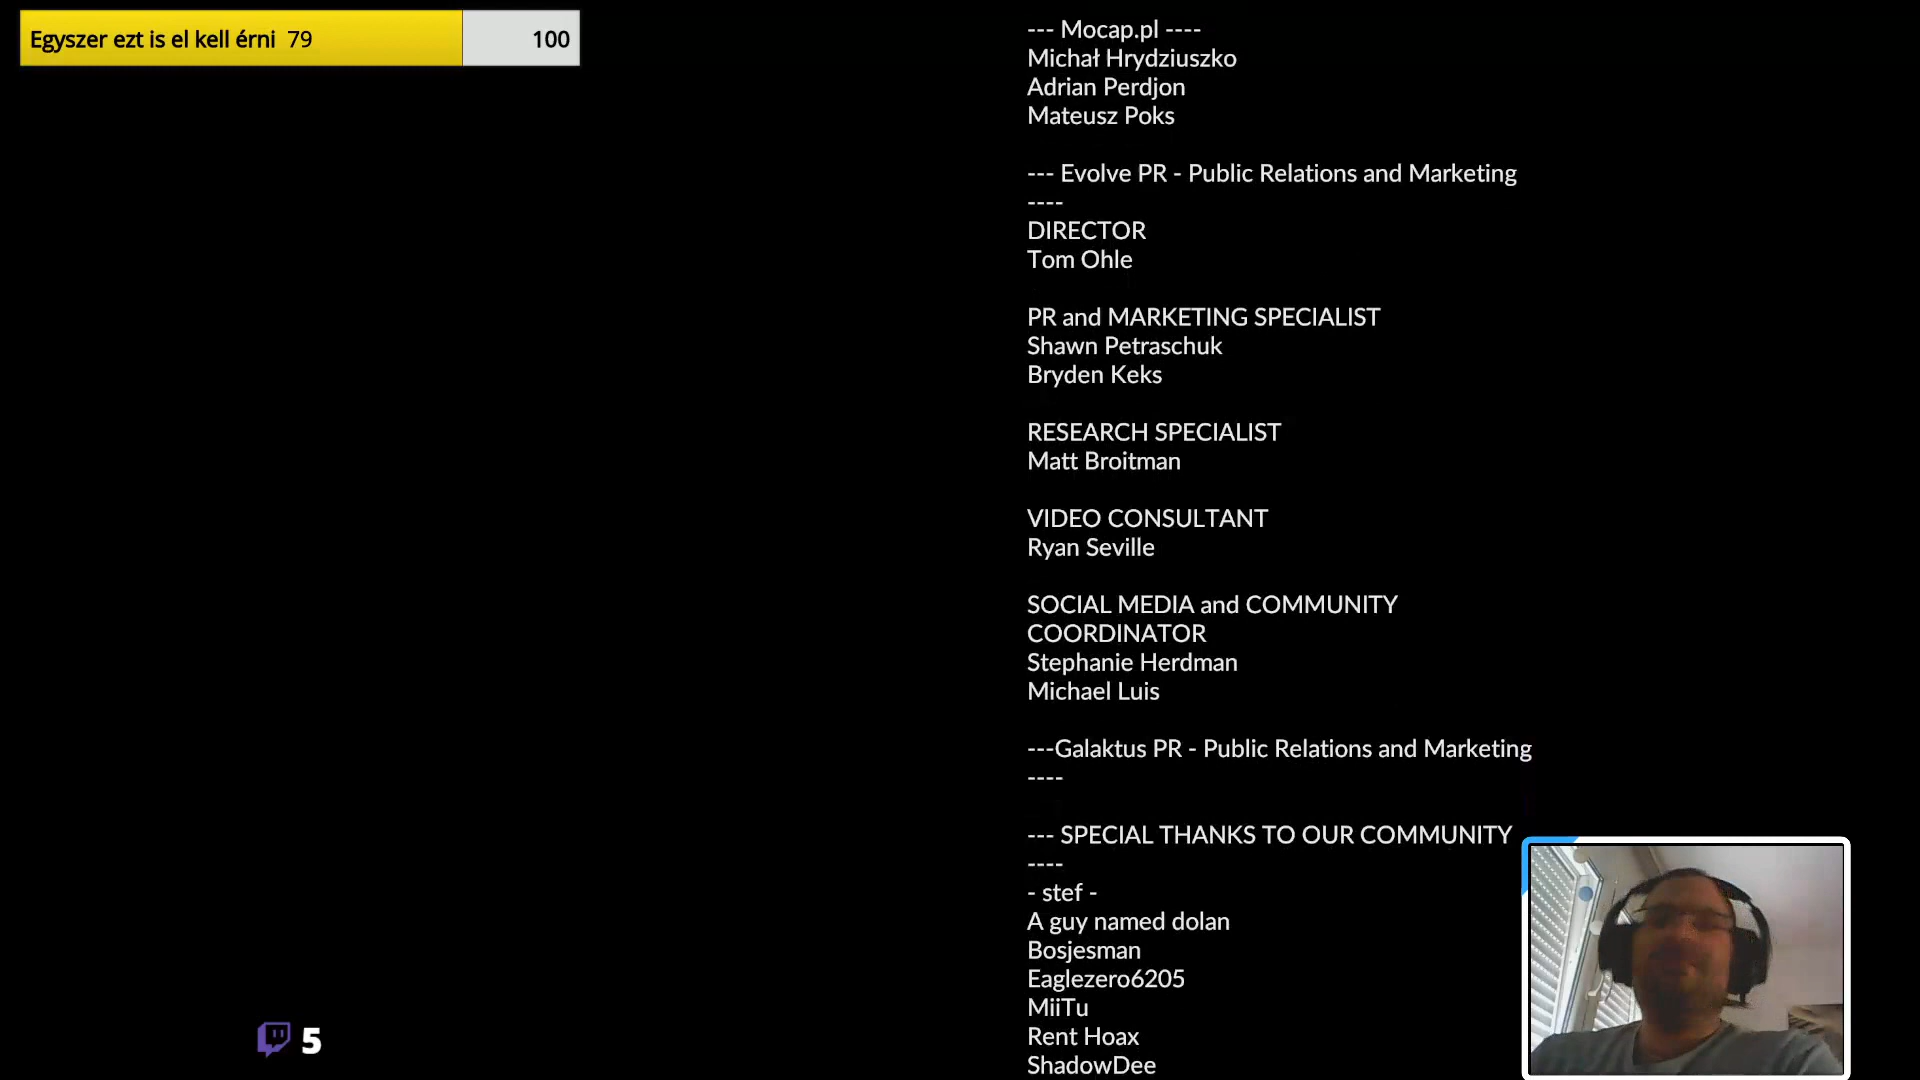 Egyszer ezt is el kell érni 79 100
--- Mocap.pl ----
Michał Hrydziuszko
Adrian Perdjon
Mateusz Poks
--- Evolve PR - Public Relations and Marketing
----
DIRECTOR
Tom Ohle
PR and MARKETING SPECIALIST
Shawn Petraschuk
Bryden Keks
RESEARCH SPECIALIST
Matt Broitman
VIDEO CONSULTANT
Ryan Seville
SOCIAL MEDIA and COMMUNITY
COORDINATOR
Stephanie Herdman
Michael Luis
---Galaktus PR - Public Relations and Marketing
----
--- SPECIAL THANKS TO OUR COMMUNITY
----
- stef -
A guy named dolan
Bosjesman
Eaglezero6205
MiiTu
Rent Hoax
ShadowDee
5